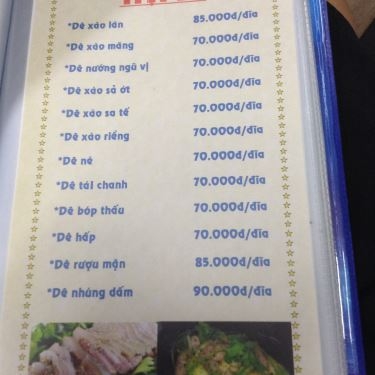 *Dê xào lăn 85.000đ/đĩa
*Dê xào măng 70.000đ/đĩa
*Dê nướng ngũ vị 70.000đ/đĩa
*Dê xào sả ớt 70.000đ/đĩa
*Dê xào sa tế 70.000đ/đĩa
*Dê xào riềng 70.000đ/đĩa
*Dê né 70.000đ/đĩa
*Dê tái chanh 70.000đ/đĩa
*Dê bóp thấu 70.000đ/đĩa
*Dê hấp 70.000đ/đĩa
*Dê rượu mận 85.000đ/đĩa
*Dê nhúng dấm 90.000đ/đĩa